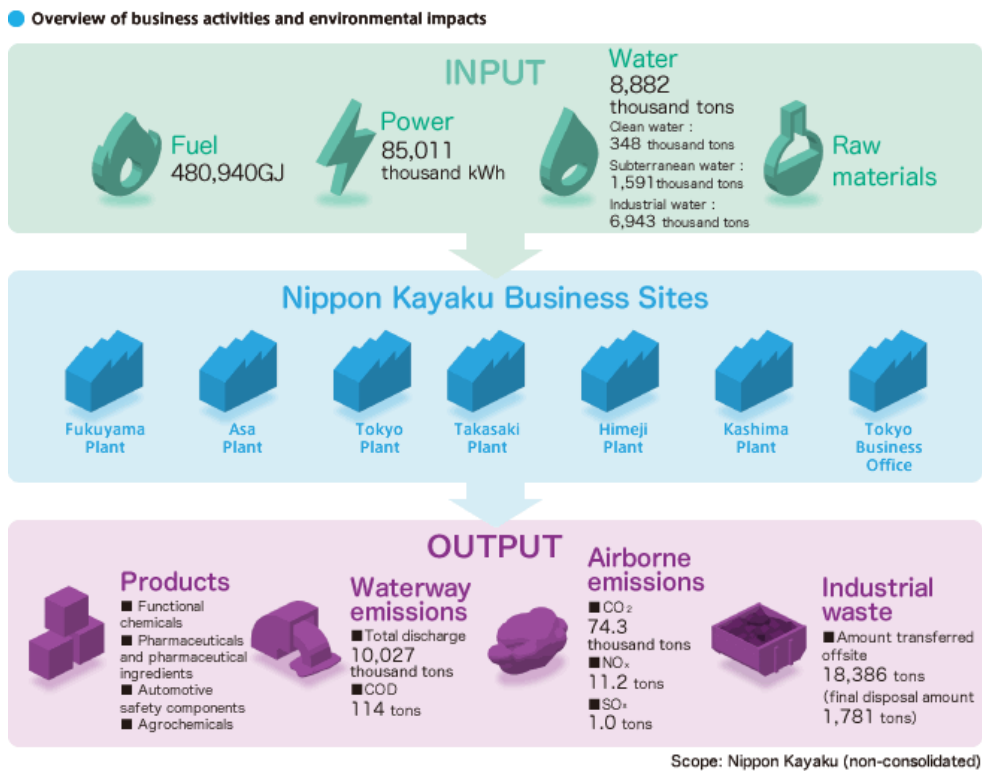 Overview of business activities and environmental impacts
INPUT
Fuel
480,940GJ
Power
85,011
thousand kWh
Water
8,882
thousand tons
Clean water :
348 thousand tons
Subterranean water :
1,591thousand tons
Industrial water :
6,943 thousand tons
Raw
materials
Nippon Kayaku Business Sites
Fukuyama
Plant
Asa
Plant
Tokyo
Plant
Takasaki
Plant
Himeji
Plant
Kashima
Plant
Tokyo
Business
Office
OUTPUT
Products
■ Functional
chemicals
■ Pharmaceuticals
and pharmaceutical
ingredients
■ Automotive
safety components
■ Agrochemicals
Waterway
emissions
■Total discharge
10,027
thousand tons
■COD
114 tons
Airborne
emissions
■CO₂
74.3
thousand tons
■NOₓ
11.2 tons
■SOₓ
1.0 tons
Industrial
waste
■Amount transferred
offsite
18,386 tons
(final disposal amount
1,781 tons)
Scope: Nippon Kayaku (non-consolidated)